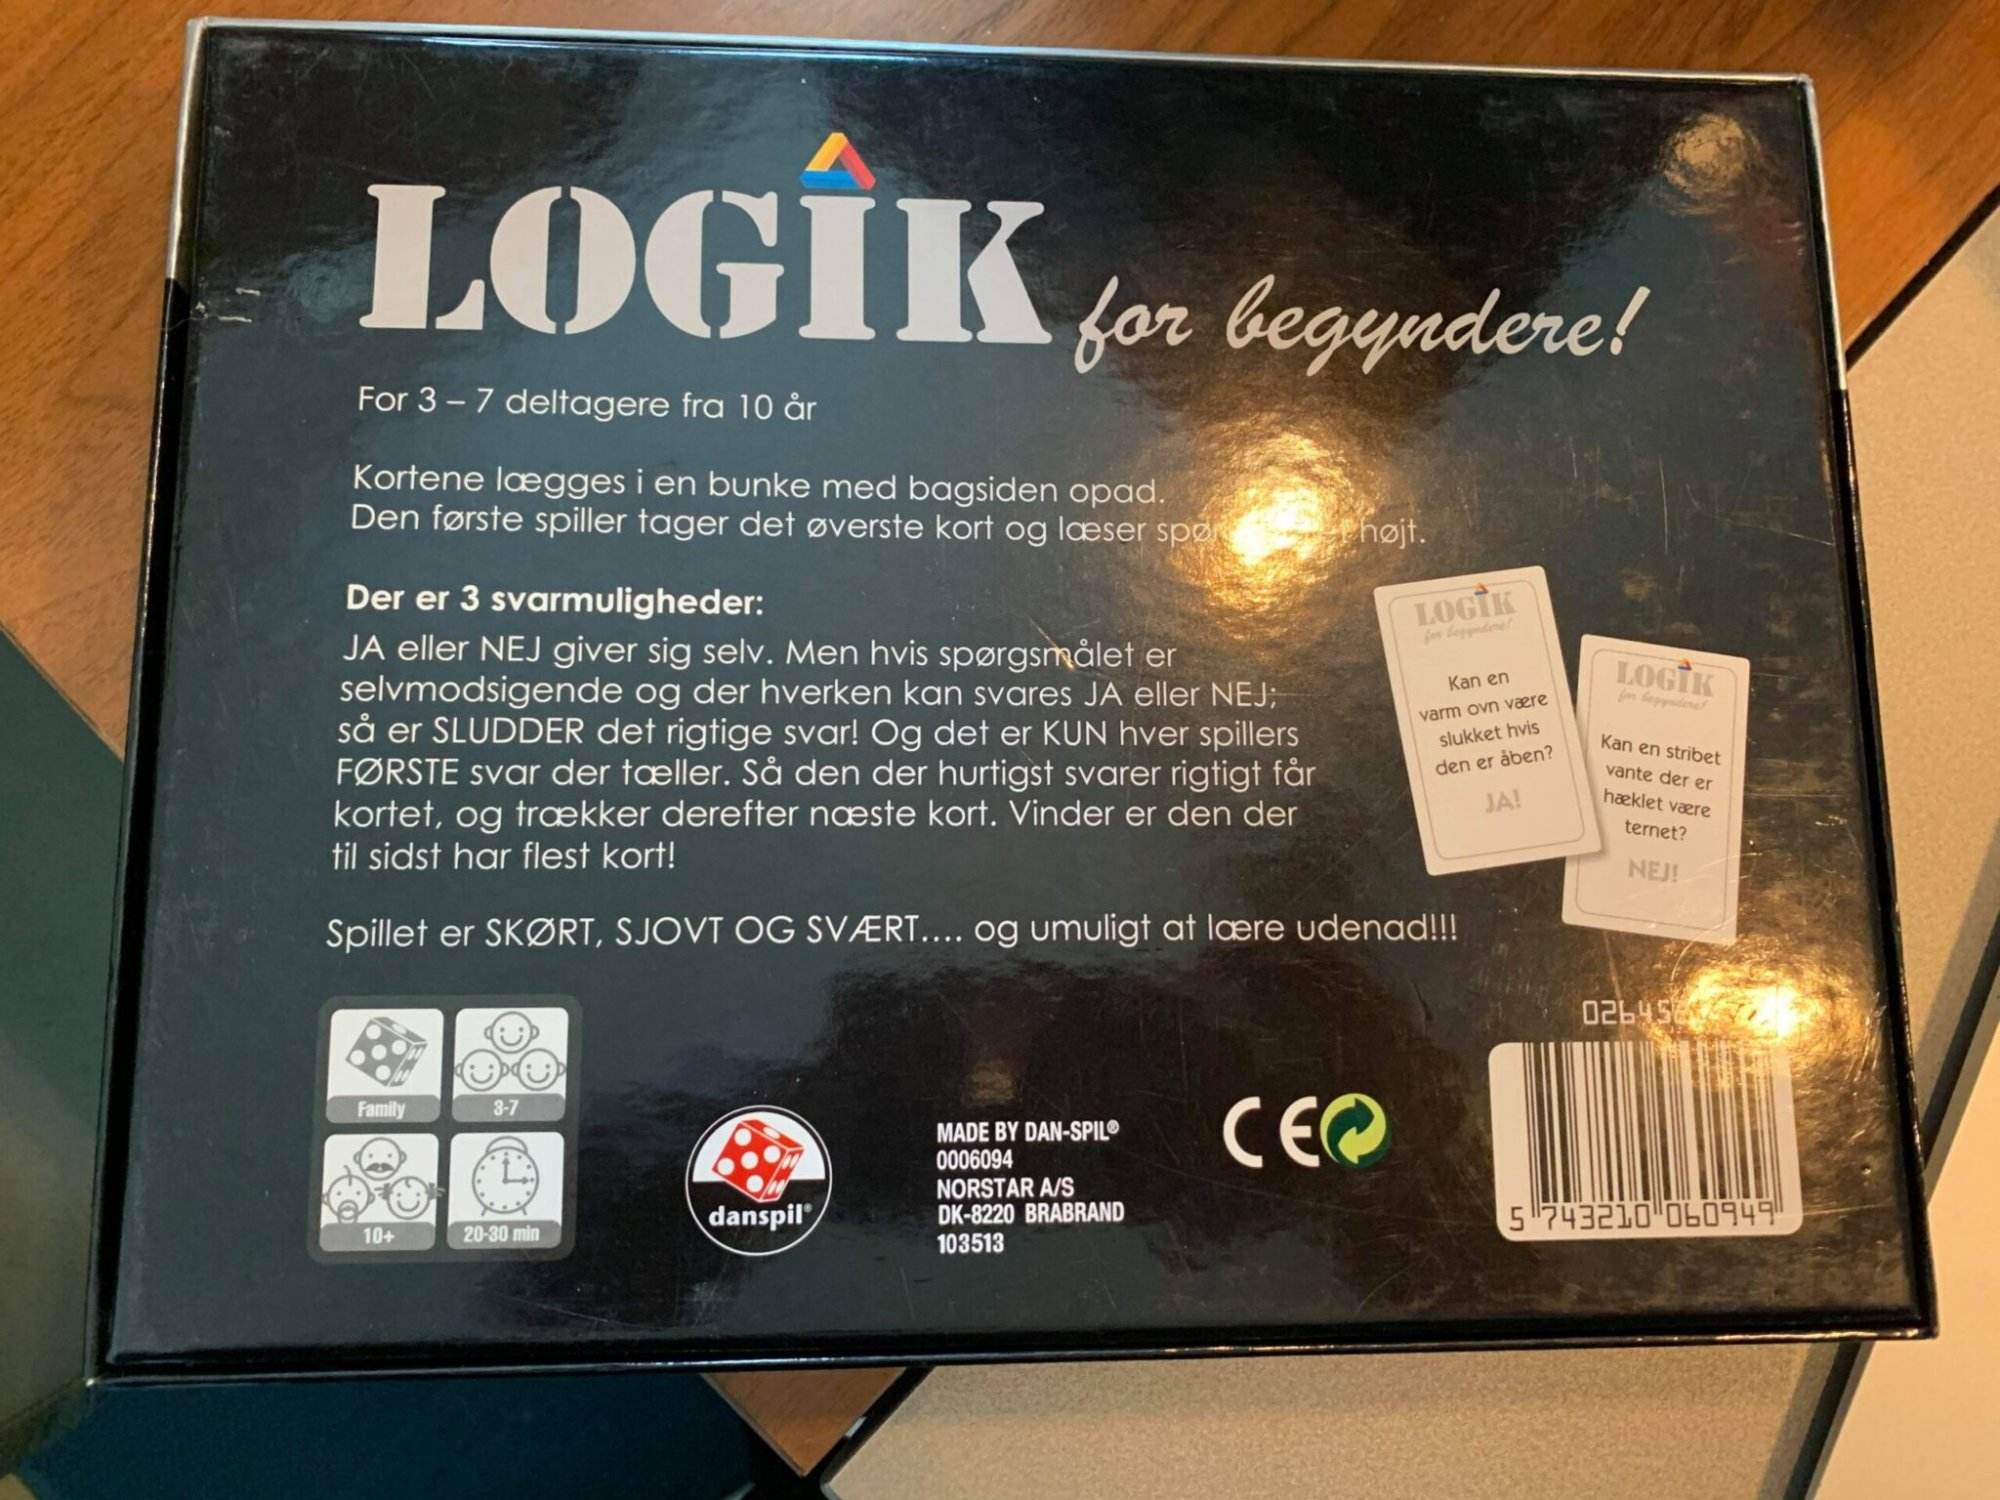 LOGIK for begyndere!
For 3 – 7 deltagere fra 10 år
Kortene lægges i en bunke med bagsiden opad.
Den første spiller tager det øverste kort og læser højt.
Der er 3 svarmuligheder:
JA eller NEJ giver sig selv. Men hvis spørgsmålet er
selvmodsigende og der hverken kan svares JA eller NEJ;
så er SLUDDER det rigtige svar! Og det er KUN hver spillers
FØRSTE svar der tæller. Så den der hurtigst svarer rigtigt får
kortet, og trækker derefter næste kort. Vinder er den der
til sidst har flest kort!
Spillet er SKØRT, SJOVT OG SVÆRT.... og umuligt at lære udenad!!!
LOGIK
for begyndere!
Kan en
varm ovn være
slukket hvis
den er åben?
JA!
LOGIK
for begyndere!
Kan en stribet
vante der er
hæklet være
ternet?
NEJ!
Family
3-7
10+
20-30 min
danspil®
MADE BY DAN-SPIL®
0006094
NORSTAR A/S
DK-8220 BRABRAND
103513
CE
5 743210 060949